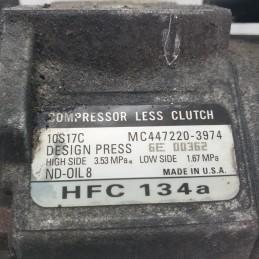 COMPRESSOR LESS CLUTCH
10S17C MC447220-3974
DESIGN PRESS 6E 00362
HIGH SIDE 3.53 MPa LOW SIDE 1.67 MPa
ND-OIL 8 MADE IN U.S.A.
HFC 134a